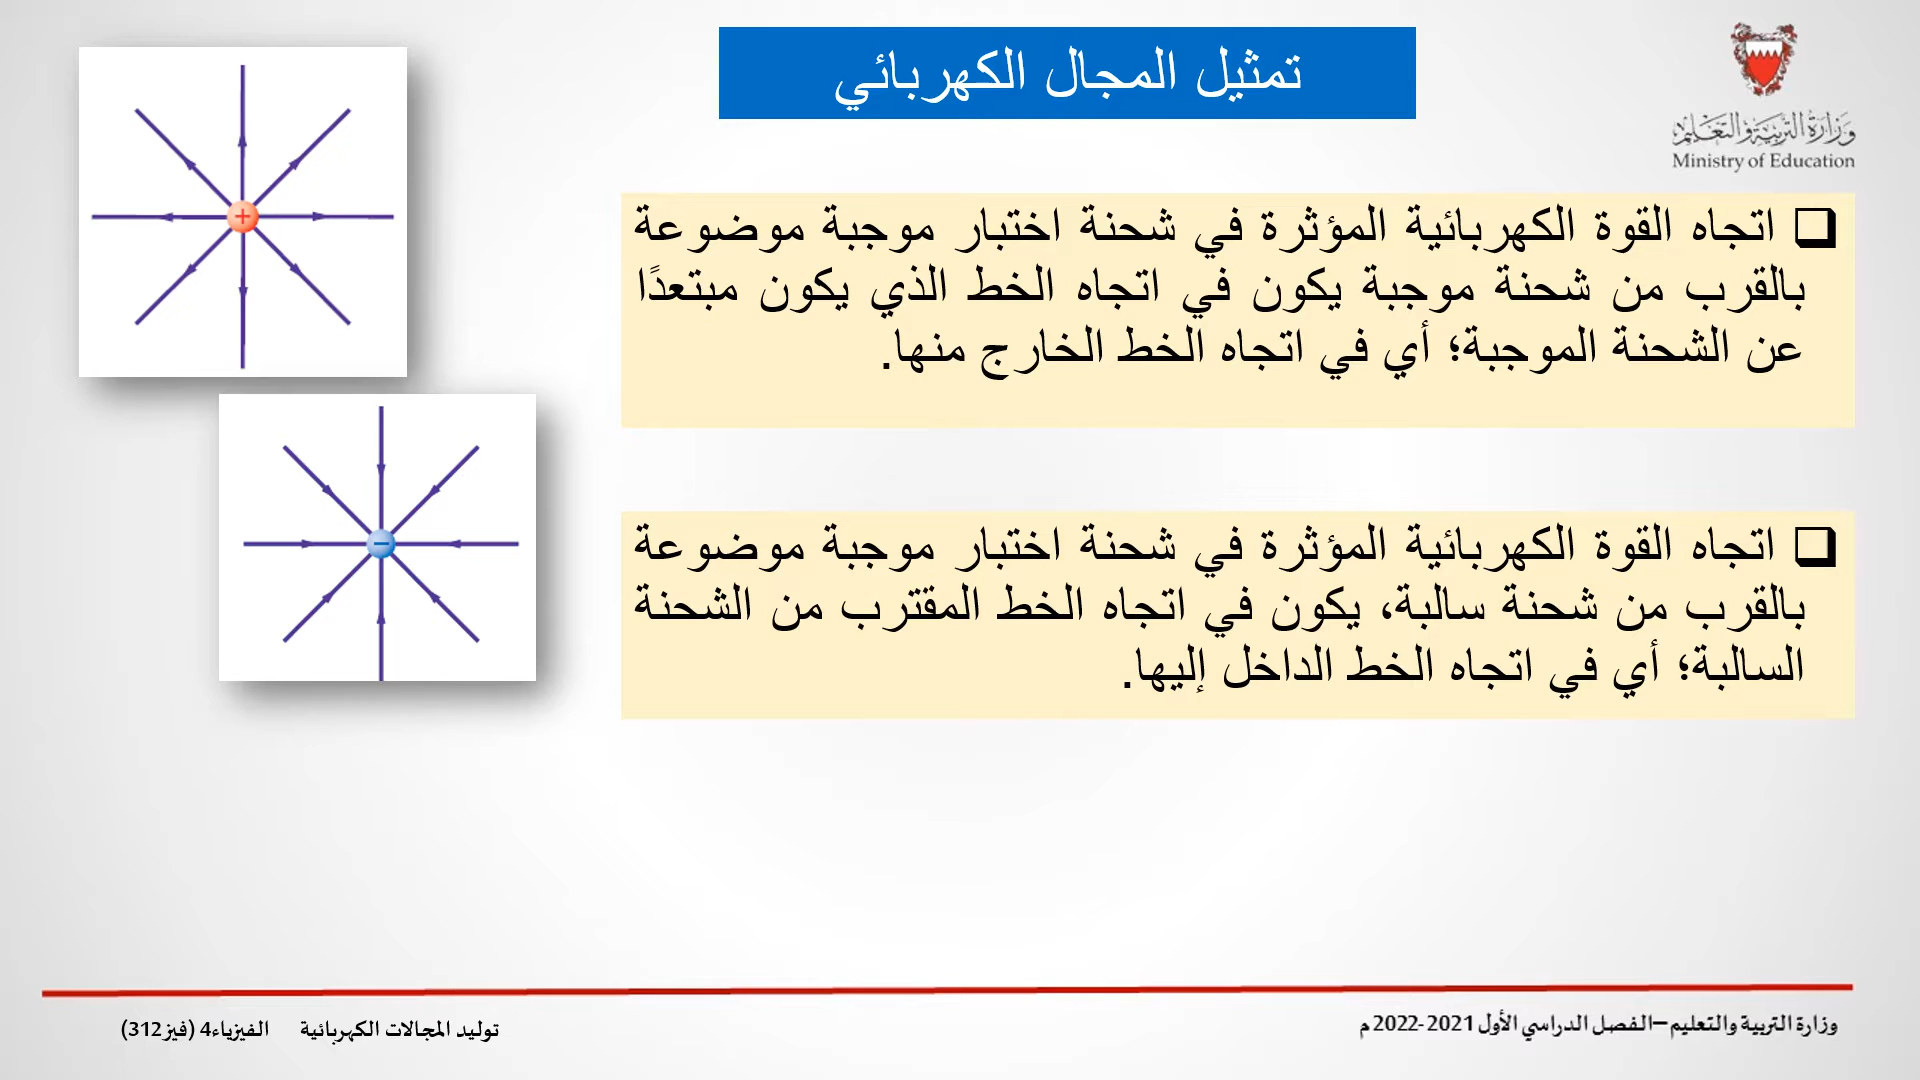 تمثيل المجال الكهربائي
وزارة التربية والتعليم
Ministry of Education
❑ اتجاه القوة الكهربائية المؤثرة في شحنة اختبار موجبة موضوعة
بالقرب من شحنة موجبة يكون في اتجاه الخط الذي يكون مبتعدًا
عن الشحنة الموجبة؛ أي في اتجاه الخط الخارج منها.
❑ اتجاه القوة الكهربائية المؤثرة في شحنة اختبار موجبة موضوعة
بالقرب من شحنة سالبة، يكون في اتجاه الخط المقترب من الشحنة
السالبة؛ أي في اتجاه الخط الداخل إليها.
+
−
وزارة التربية والتعليم –الفصل الدراسي الأول 2021-2022م
توليد المجالات الكهربائية الفيزياء4 (فيز312)